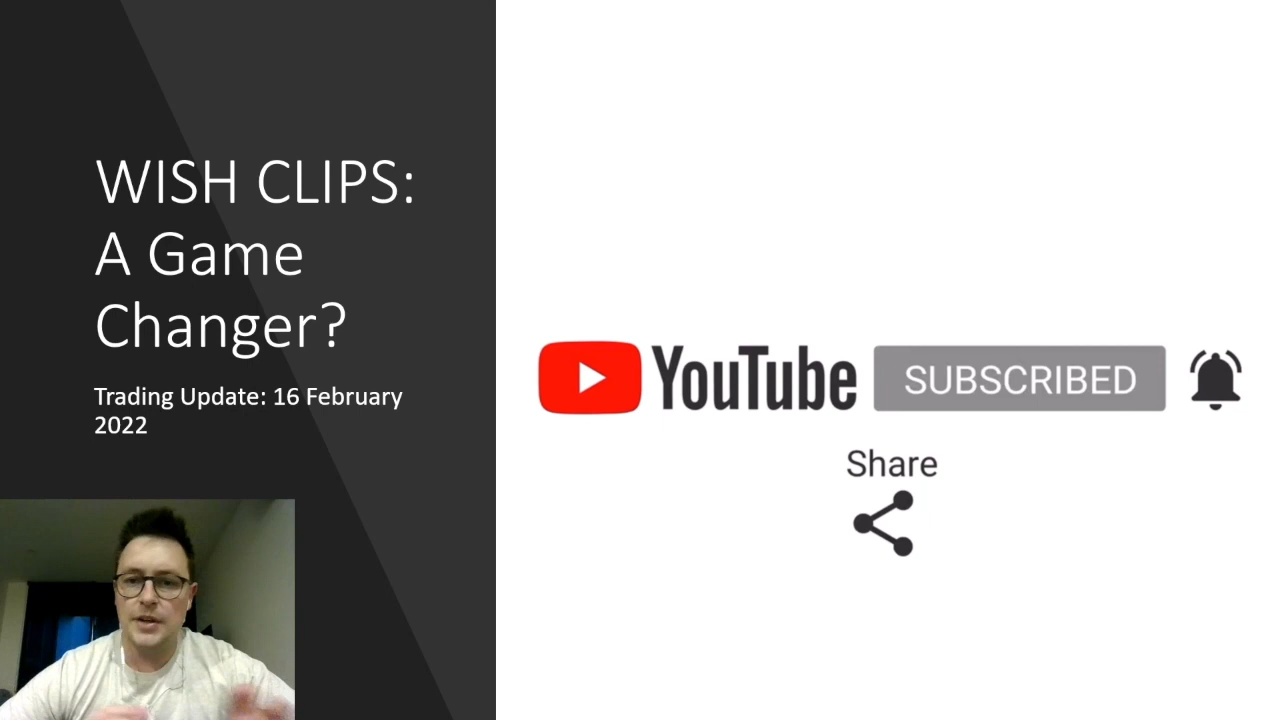 WISH CLIPS:
A Game
Changer?
Trading Update: 16 February
2022
YouTube SUBSCRIBED
Share